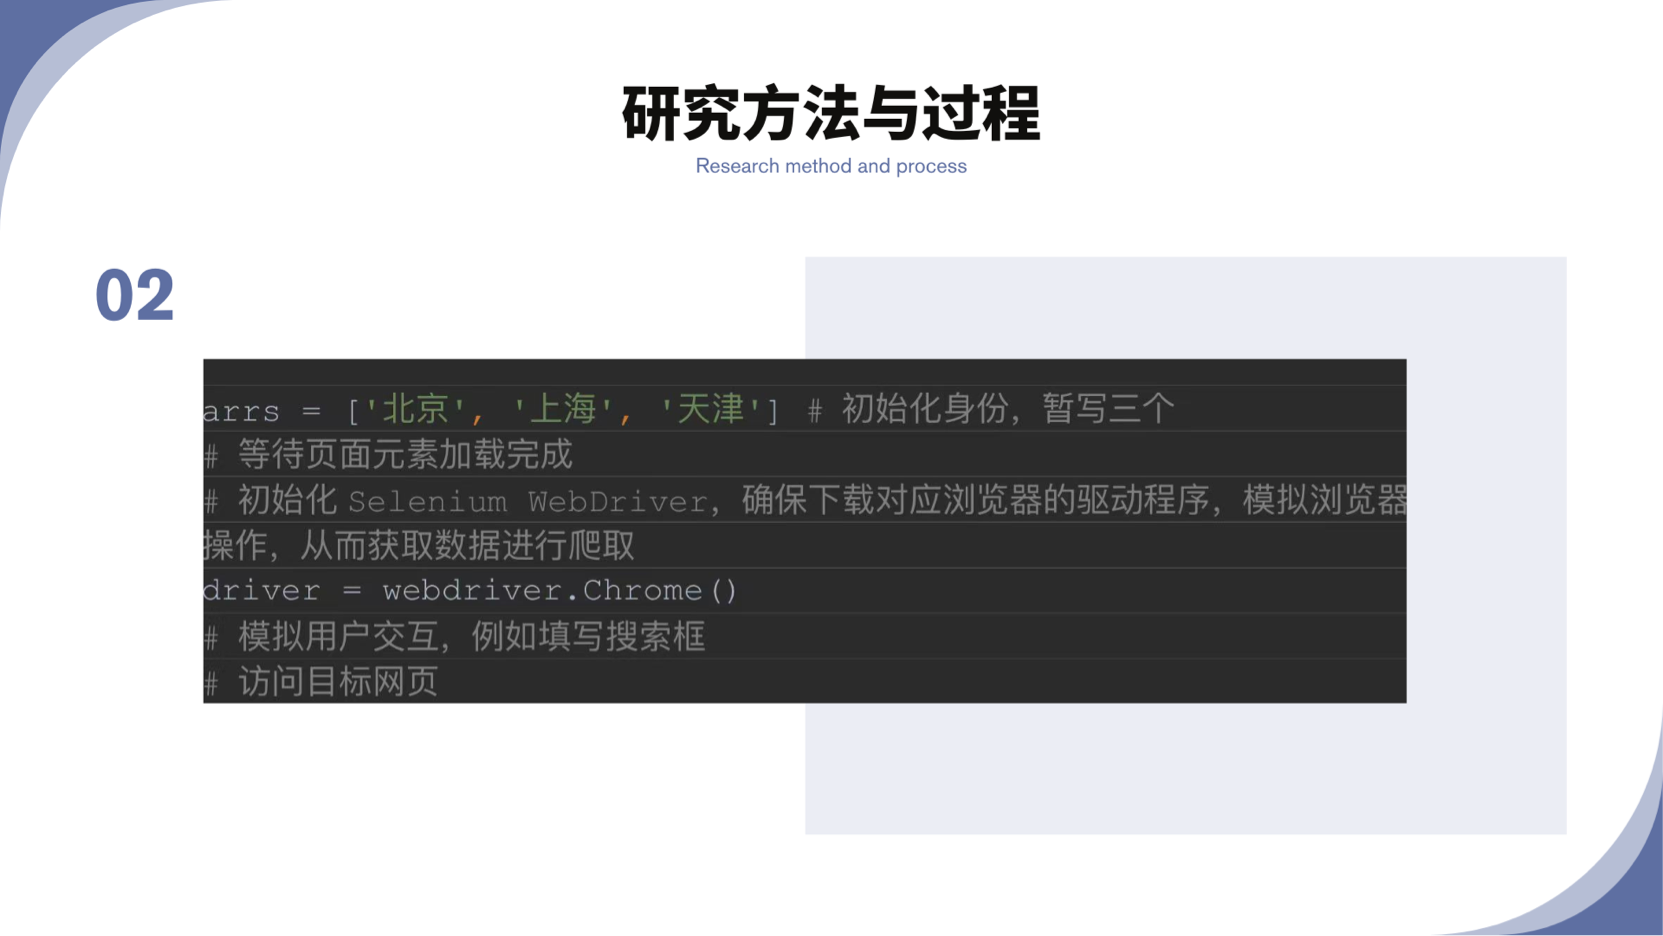 研究方法与过程
Research method and process
02
arrs = ['北京', '上海', '天津'] # 初始化身份，暂写三个
# 等待页面元素加载完成
# 初始化 Selenium WebDriver，确保下载对应浏览器的驱动程序，模拟浏览器
操作，从而获取数据进行爬取
driver = webdriver.Chrome()
# 模拟用户交互，例如填写搜索框
# 访问目标网页